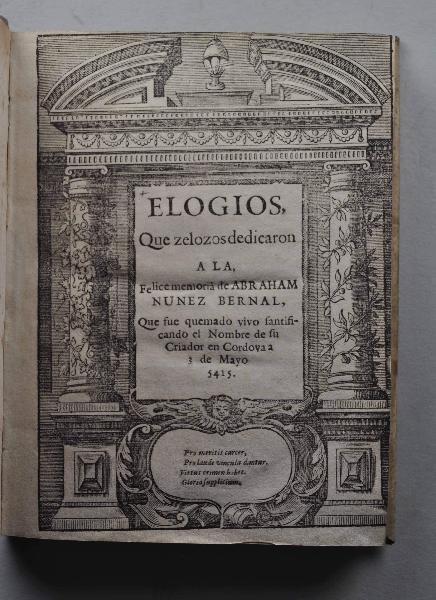 ELOGIOS,
Que zelozos dedicaron
A LA,
Felice memoria de ABRAHAM
NUNEZ BERNAL,
Que fue quemado vivo santifi-
cando el Nombre de su
Criador en Cordova a
3 de Mayo
5415.
Pro meritis carcer,
Pro laude vincula dantur,
Virtus crimen habet,
Gloria supplicium.